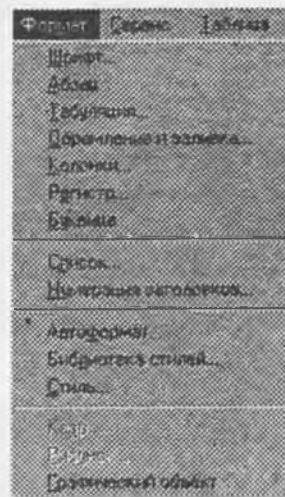 Формат Сервис Таблица
Шрифт...
Абзац
Табуляция...
Обрамление и заливка...
Колонки...
Регистр...
Буквица
Список...
Нумерация заголовков...
Автоформат
Библиотека стилей...
Стиль...
Кадр...
Рисунок...
Графический объект